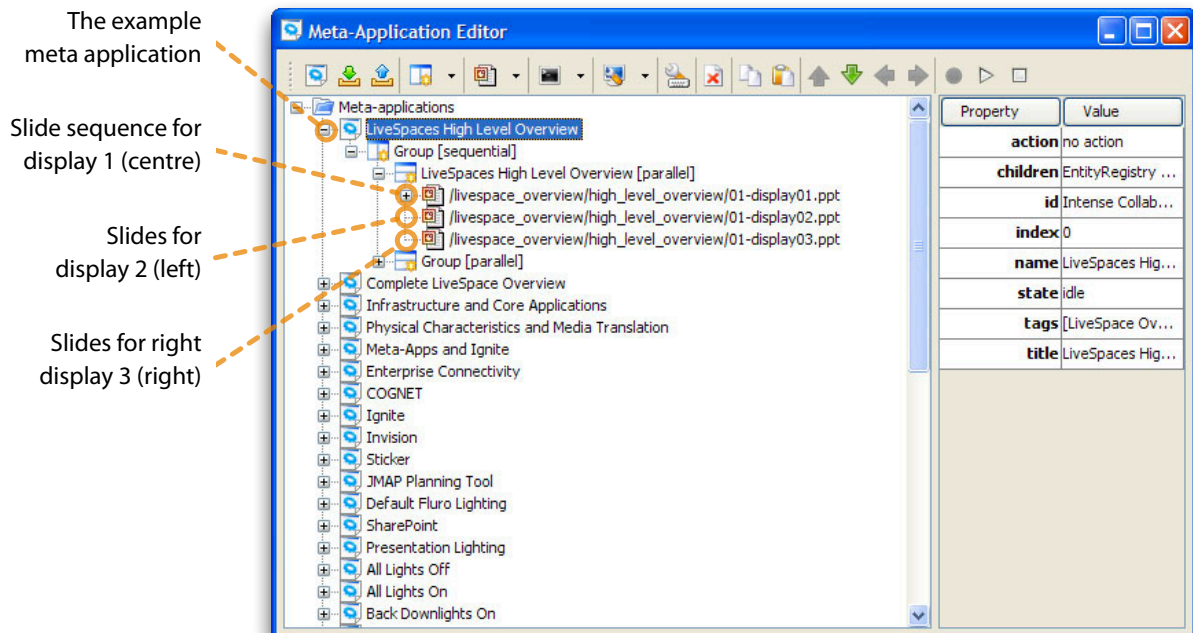 The example
meta application
Slide sequence for
display 1 (centre)
Slides for
display 2 (left)
Slides for right
display 3 (right)
Meta-Application Editor
Meta-applications
LiveSpaces High Level Overview
Group [sequential]
LiveSpaces High Level Overview [parallel]
/livespace_overview/high_level_overview/01-display01.ppt
/livespace_overview/high_level_overview/01-display02.ppt
/livespace_overview/high_level_overview/01-display03.ppt
Group [parallel]
Complete LiveSpace Overview
Infrastructure and Core Applications
Physical Characteristics and Media Translation
Meta-Apps and Ignite
Enterprise Connectivity
COGNET
Ignite
Invision
Sticker
JMAP Planning Tool
Default Fluro Lighting
SharePoint
Presentation Lighting
All Lights Off
All Lights On
Back Downlights On
Property Value
action no action
children EntityRegistry ...
id Intense Collab...
index 0
name LiveSpaces Hig...
state idle
tags [LiveSpace Ov...
title LiveSpaces Hig...